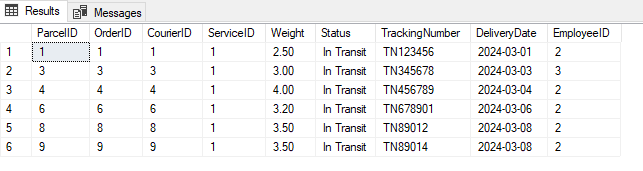 Results Messages
ParcelID OrderID CourierID ServiceID Weight Status TrackingNumber DeliveryDate EmployeeID
1 1 1 1 1 2.50 In Transit TN123456 2024-03-01 2
2 3 3 3 1 3.00 In Transit TN345678 2024-03-03 3
3 4 4 4 1 4.00 In Transit TN456789 2024-03-04 2
4 6 6 6 1 3.20 In Transit TN678901 2024-03-06 2
5 8 8 8 1 3.50 In Transit TN89012 2024-03-08 2
6 9 9 9 1 3.50 In Transit TN89014 2024-03-08 2